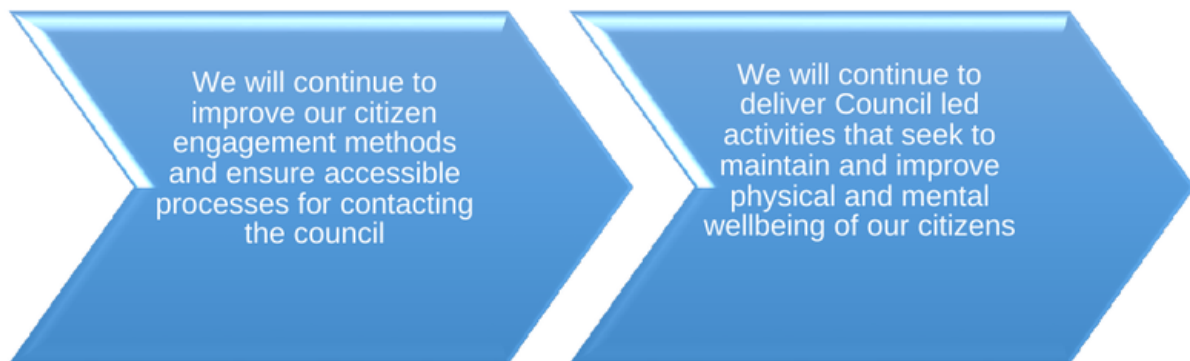 We will continue to
improve our citizen
engagement methods
and ensure accessible
processes for contacting
the council
We will continue to
deliver Council led
activities that seek to
maintain and improve
physical and mental
wellbeing of our citizens